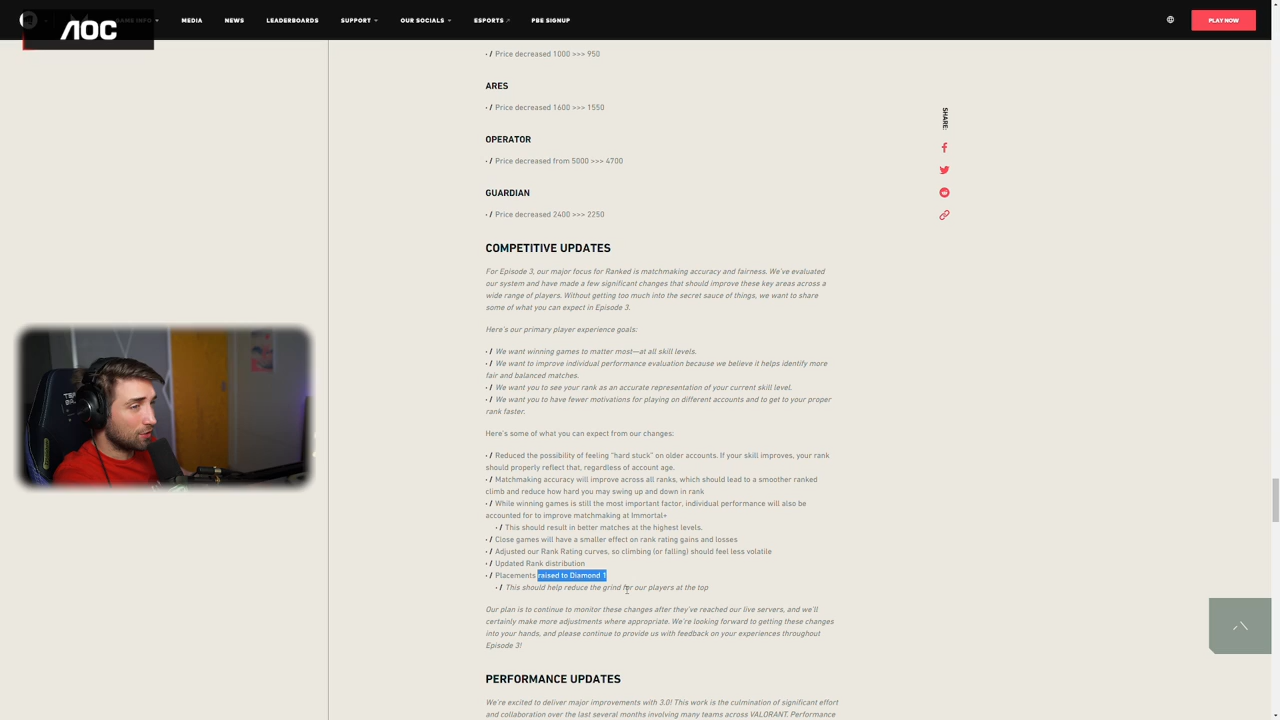 AOC
GAME INFO
MEDIA
NEWS
LEADERBOARDS
SUPPORT
OUR SOCIALS
ESPORTS
PBE SIGNUP
PLAY NOW
• / Price decreased 1000 >>> 950
ARES
• / Price decreased 1600 >>> 1550
OPERATOR
• / Price decreased from 5000 >>> 4700
GUARDIAN
• / Price decreased 2400 >>> 2250
SHARE:
COMPETITIVE UPDATES
For Episode 3, our major focus for Ranked is matchmaking accuracy and fairness. We've evaluated
our system and have made a few significant changes that should improve these key areas across a
wide range of players. Without getting too much into the secret sauce of things, we want to share
some of what you can expect in Episode 3.
Here's our primary player experience goals:
• / We want winning games to matter most—at all skill levels.
• / We want to improve individual performance evaluation because we believe it helps identify more
fair and balanced matches.
• / We want you to see your rank as an accurate representation of your current skill level.
• / We want you to have fewer motivations for playing on different accounts and to get to your proper
rank faster.
Here's some of what you can expect from our changes:
• / Reduced the possibility of feeling "hard stuck" on older accounts. If your skill improves, your rank
should properly reflect that, regardless of account age.
• / Matchmaking accuracy will improve across all ranks, which should lead to a smoother ranked
climb and reduce how hard you may swing up and down in rank
• / While winning games is still the most important factor, individual performance will also be
accounted for to improve matchmaking at Immortal+
• / This should result in better matches at the highest levels.
• / Close games will have a smaller effect on rank rating gains and losses
• / Adjusted our Rank Rating curves, so climbing (or falling) should feel less volatile
• / Updated Rank distribution
• / Placements raised to Diamond 1
• / This should help reduce the grind for our players at the top
Our plan is to continue to monitor these changes after they've reached our live servers, and we'll
certainly make more adjustments where appropriate. We're looking forward to getting these changes
into your hands, and please continue to provide us with feedback on your experiences throughout
Episode 3!
PERFORMANCE UPDATES
We're excited to deliver major improvements with 3.0! This work is the culmination of significant effort
and collaboration over the last several months involving many teams across VALORANT. Performance